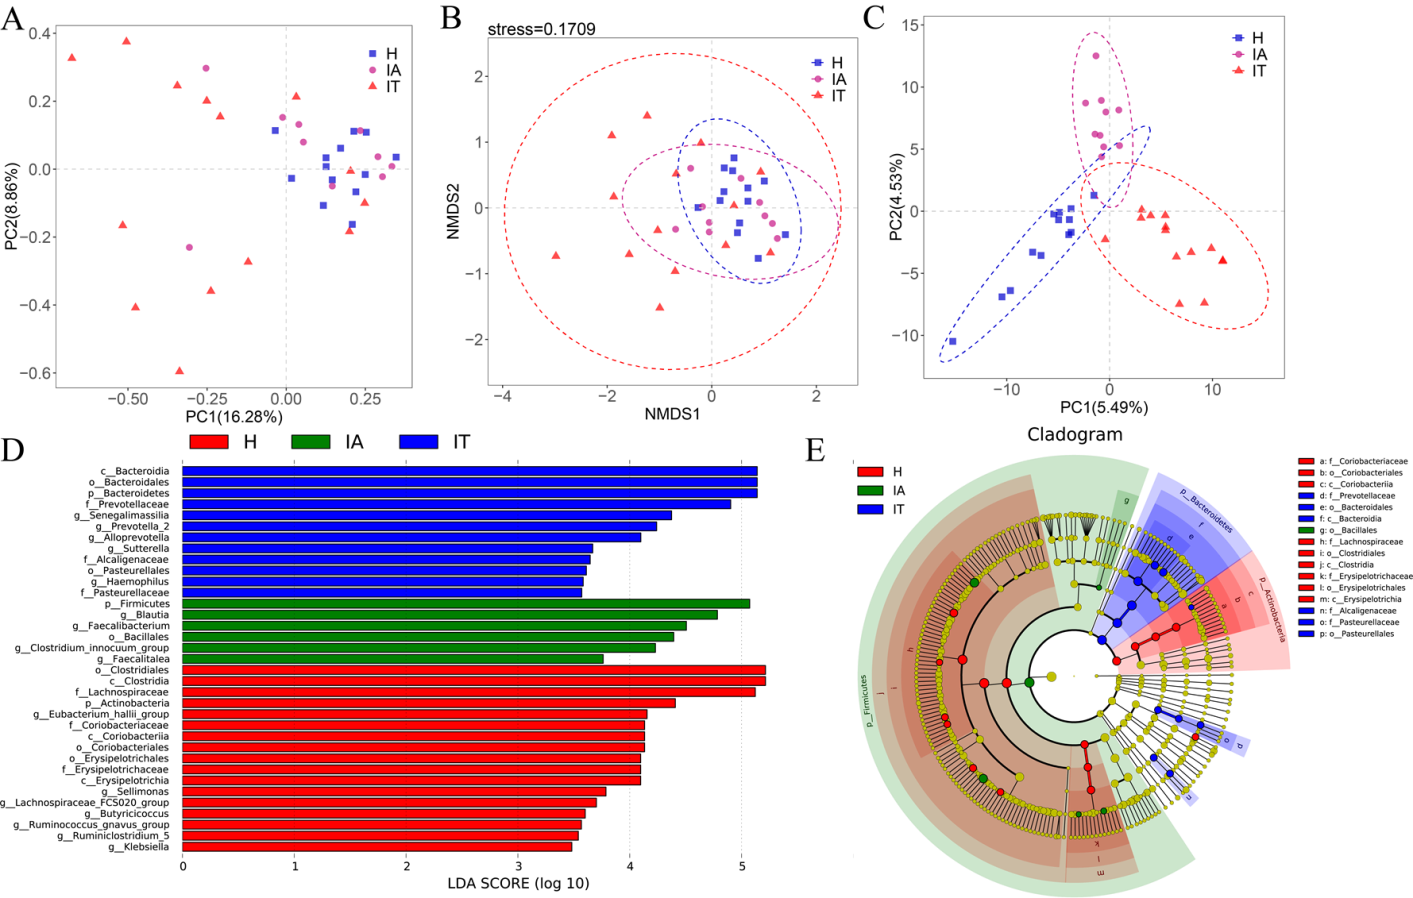 A
H
IA
IT
0.4
0.2
0.0
−0.2
−0.4
−0.6
PC2(8.86%)
−0.50
−0.25
0.00
0.25
PC1(16.28%)
B
stress=0.1709
H
IA
IT
2
1
0
−1
−2
NMDS2
−4
−2
0
2
NMDS1
C
H
IA
IT
15
10
5
0
−5
−10
PC2(4.53%)
−10
0
10
PC1(5.49%)
D
H
IA
IT
c__Bacteroidia
o__Bacteroidales
p__Bacteroidetes
f__Prevotellaceae
g__Senegalimassilia
g__Prevotella_2
g__Alloprevotella
g__Sutterella
f__Alcaligenaceae
o__Pasteurellales
g__Haemophilus
f__Pasteurellaceae
p__Firmicutes
g__Blautia
g__Faecalibacterium
o__Bacillales
g__Clostridium_innocuum_group
g__Faecalitalea
o__Clostridiales
c__Clostridia
f__Lachnospiraceae
p__Actinobacteria
g__Eubacterium_hallii_group
f__Coriobacteriaceae
c__Coriobacteriia
o__Coriobacteriales
o__Erysipelotrichales
f__Erysipelotrichaceae
c__Erysipelotrichia
g__Sellimonas
g__Lachnospiraceae_FCS020_group
g__Butyricicoccus
g__Ruminococcus_gnavus_group
g__Ruminiclostridium_5
g__Klebsiella
0
1
2
3
4
5
LDA SCORE (log 10)
E
Cladogram
H
IA
IT
p__Firmicutes
j
i
h
g
p__Bacteroidetes
f
e
d
p__Actinobacteria
c
b
a
p
o
n
k
l
m
a: f__Coriobacteriaceae
b: o__Coriobacteriales
c: c__Coriobacteriia
d: f__Prevotellaceae
e: o__Bacteroidales
f: c__Bacteroidia
g: o__Bacillales
h: f__Lachnospiraceae
i: o__Clostridiales
j: c__Clostridia
k: f__Erysipelotrichaceae
l: o__Erysipelotrichales
m: c__Erysipelotrichia
n: f__Alcaligenaceae
o: f__Pasteurellaceae
p: o__Pasteurellales